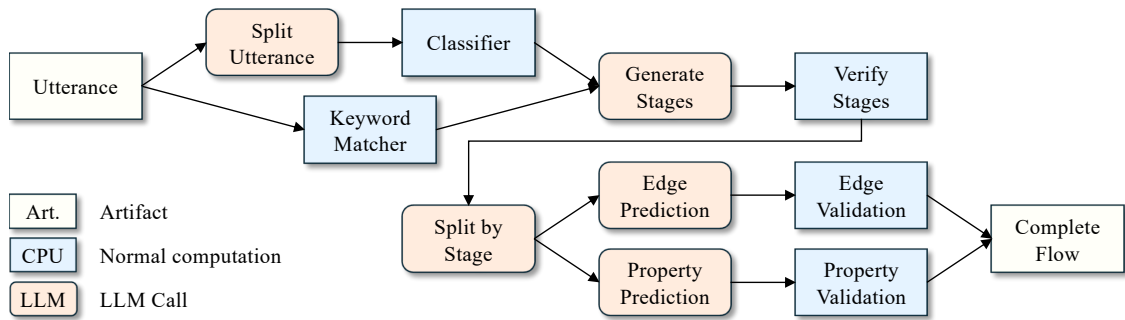 Utterance
Split
Utterance
Classifier
Keyword
Matcher
Generate
Stages
Verify
Stages
Split by
Stage
Edge
Prediction
Edge
Validation
Property
Prediction
Property
Validation
Complete
Flow
Art. Artifact
CPU Normal computation
LLM LLM Call